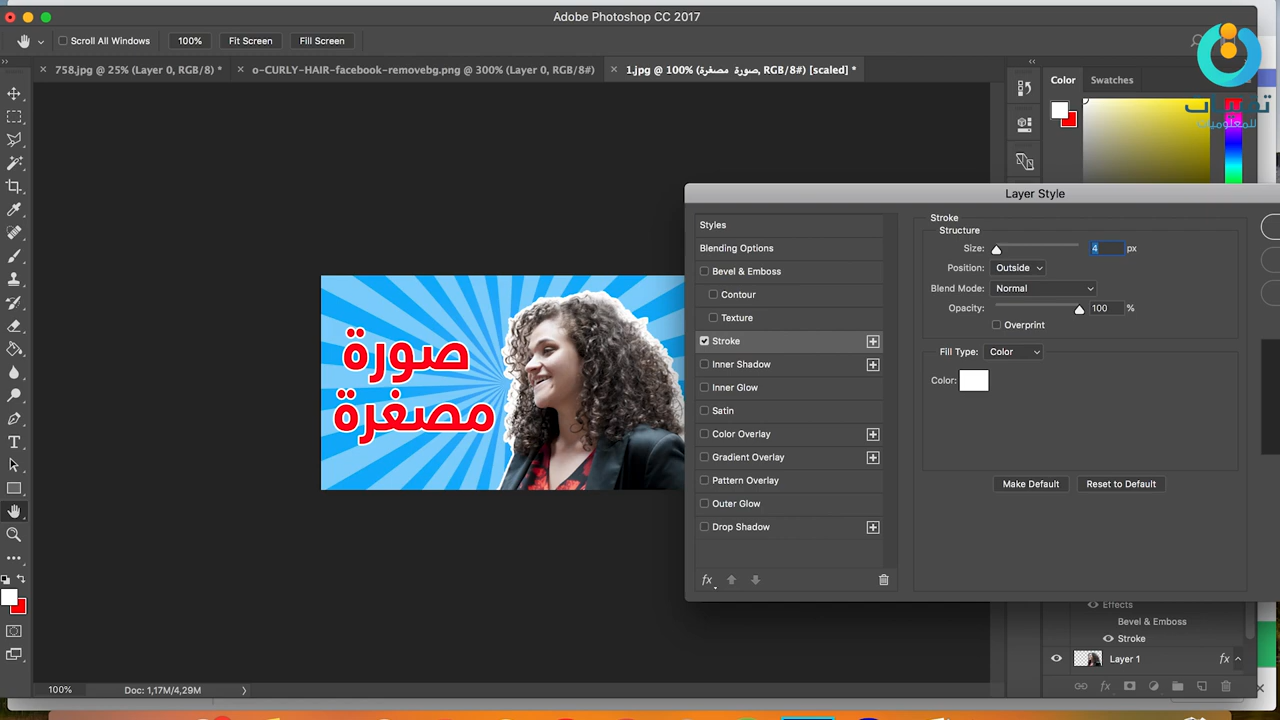 Adobe Photoshop CC 2017
Scroll All Windows
100%
Fit Screen
Fill Screen
758.jpg @ 25% (Layer 0, RGB/8) *
o-CURLY-HAIR-facebook-removebg.png @ 300% (Layer 0, RGB/8#)
1.jpg @ 100% (صورة مصغرة, RGB/8#) [scaled] *
Color
Swatches
للمعلوميات
Layer Style
Styles
Blending Options
Bevel & Emboss
Contour
Texture
Stroke
Inner Shadow
Inner Glow
Satin
Color Overlay
Gradient Overlay
Pattern Overlay
Outer Glow
Drop Shadow
fx
Stroke
Structure
Size: 4 px
Position: Outside
Blend Mode: Normal
Opacity: 100 %
Overprint
Fill Type: Color
Color:
Make Default
Reset to Default
صورة
مصغرة
Effects
Bevel & Emboss
Stroke
Layer 1
fx
fx
100%
Doc: 1,17M/4,29M